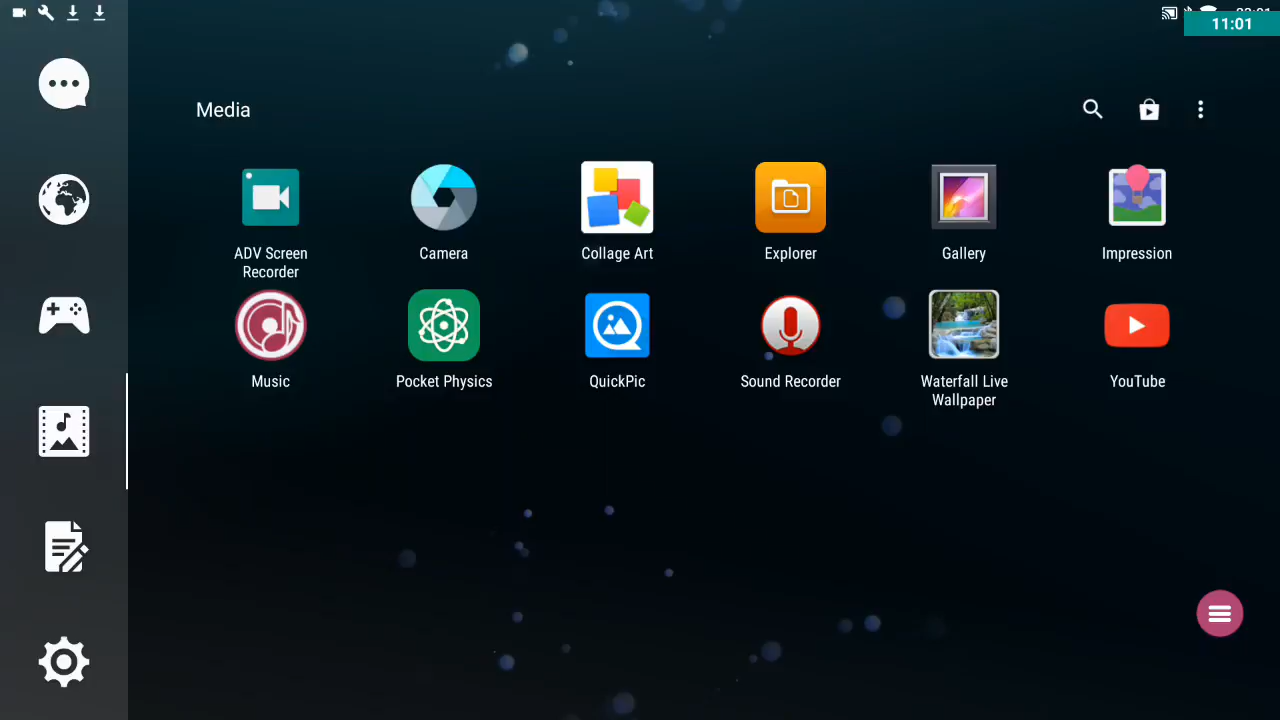 11:01
Media
ADV Screen
Recorder
Camera
Collage Art
Explorer
Gallery
Impression
Music
Pocket Physics
QuickPic
Sound Recorder
Waterfall Live
Wallpaper
YouTube